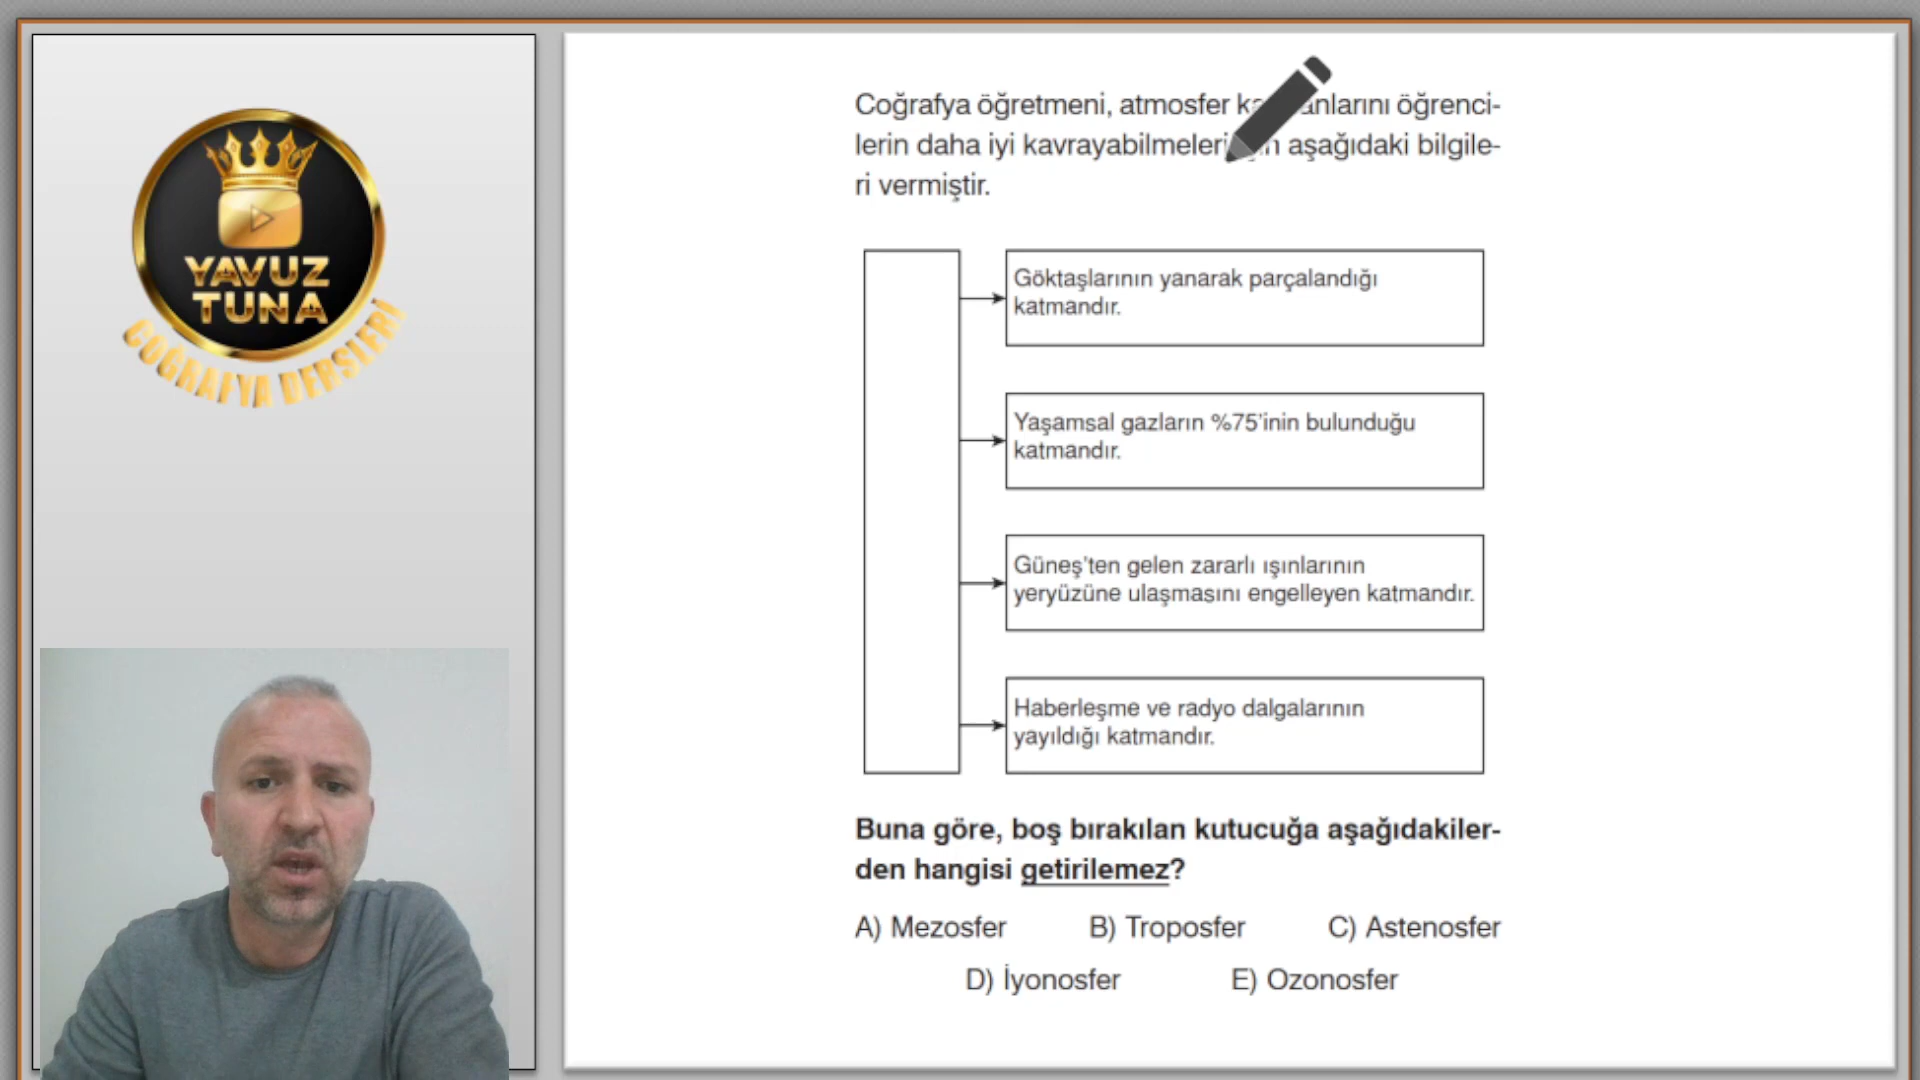 YAVUZ
TUNA
COĞRAFYA DERSLERİ
Coğrafya öğretmeni, atmosfer öğrenci-
lerin daha iyi kavrayabilmeleri aşağıdaki bilgile-
ri vermiştir.
Göktaşlarının yanarak parçalandığı
katmandır.
Yaşamsal gazların %75'inin bulunduğu
katmandır.
Güneş'ten gelen zararlı ışınlarının
yeryüzüne ulaşmasını engelleyen katmandır.
Haberleşme ve radyo dalgalarının
yayıldığı katmandır.
Buna göre, boş bırakılan kutucuğa aşağıdakiler-
den hangisi getirilemez?
A) Mezosfer B) Troposfer C) Astenosfer
D) İyonosfer E) Ozonosfer